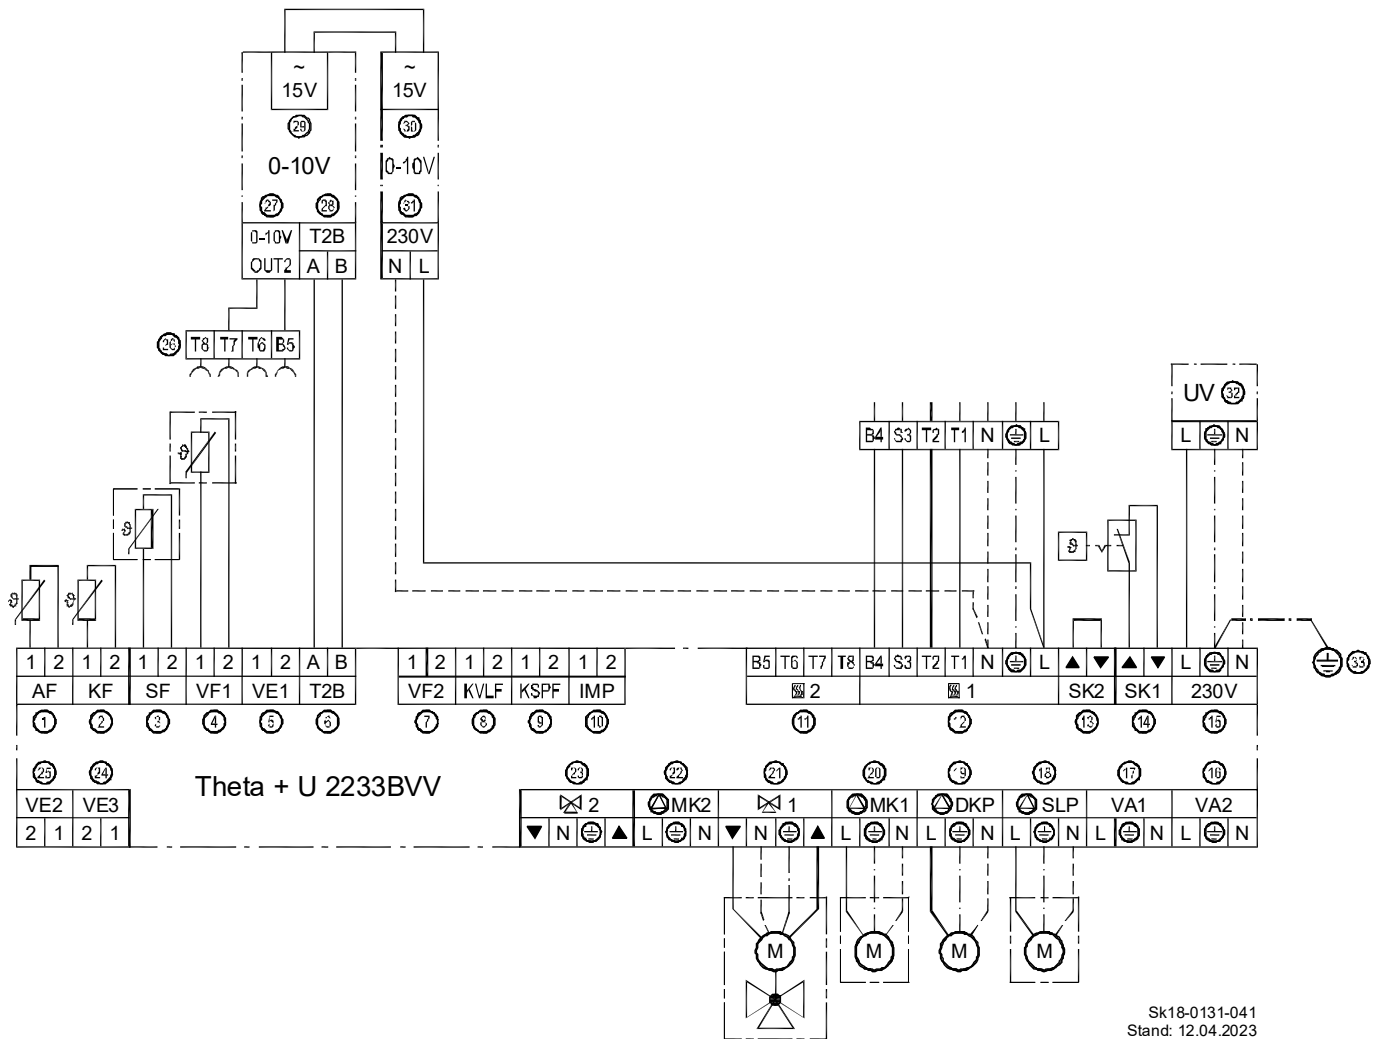 ~ ~
15V 15V
29 30
0-10V 0-10V
27 28 31
0-10V T2B 230V
OUT2 A B N L
26 T8 T7 T6 B5
UV 32
B4 S3 T2 T1 N L L N
ϑ
ϑ
ϑ
ϑ ϑ
1 2 1 2 1 2 1 2 1 2 A B 1 2 1 2 1 2 1 2 B5 T6 T7 T8 B4 S3 T2 T1 N L ▲ ▼ ▲ ▼ L N 33
AF KF SF VF1 VE1 T2B VF2 KVLF KSPF IMP 2 1 SK2 SK1 230V
1 2 3 4 5 6 7 8 9 10 11 12 13 14 15
25 24 23 22 21 20 19 18 17 16
Theta + U 2233BVV
VE2 VE3 2 MK2 1 MK1 DKP SLP VA1 VA2
2 1 2 1 ▼ N ▲ L N ▼ N ▲ L N L N L N L N L N
M M M M
Sk18-0131-041
Stand: 12.04.2023